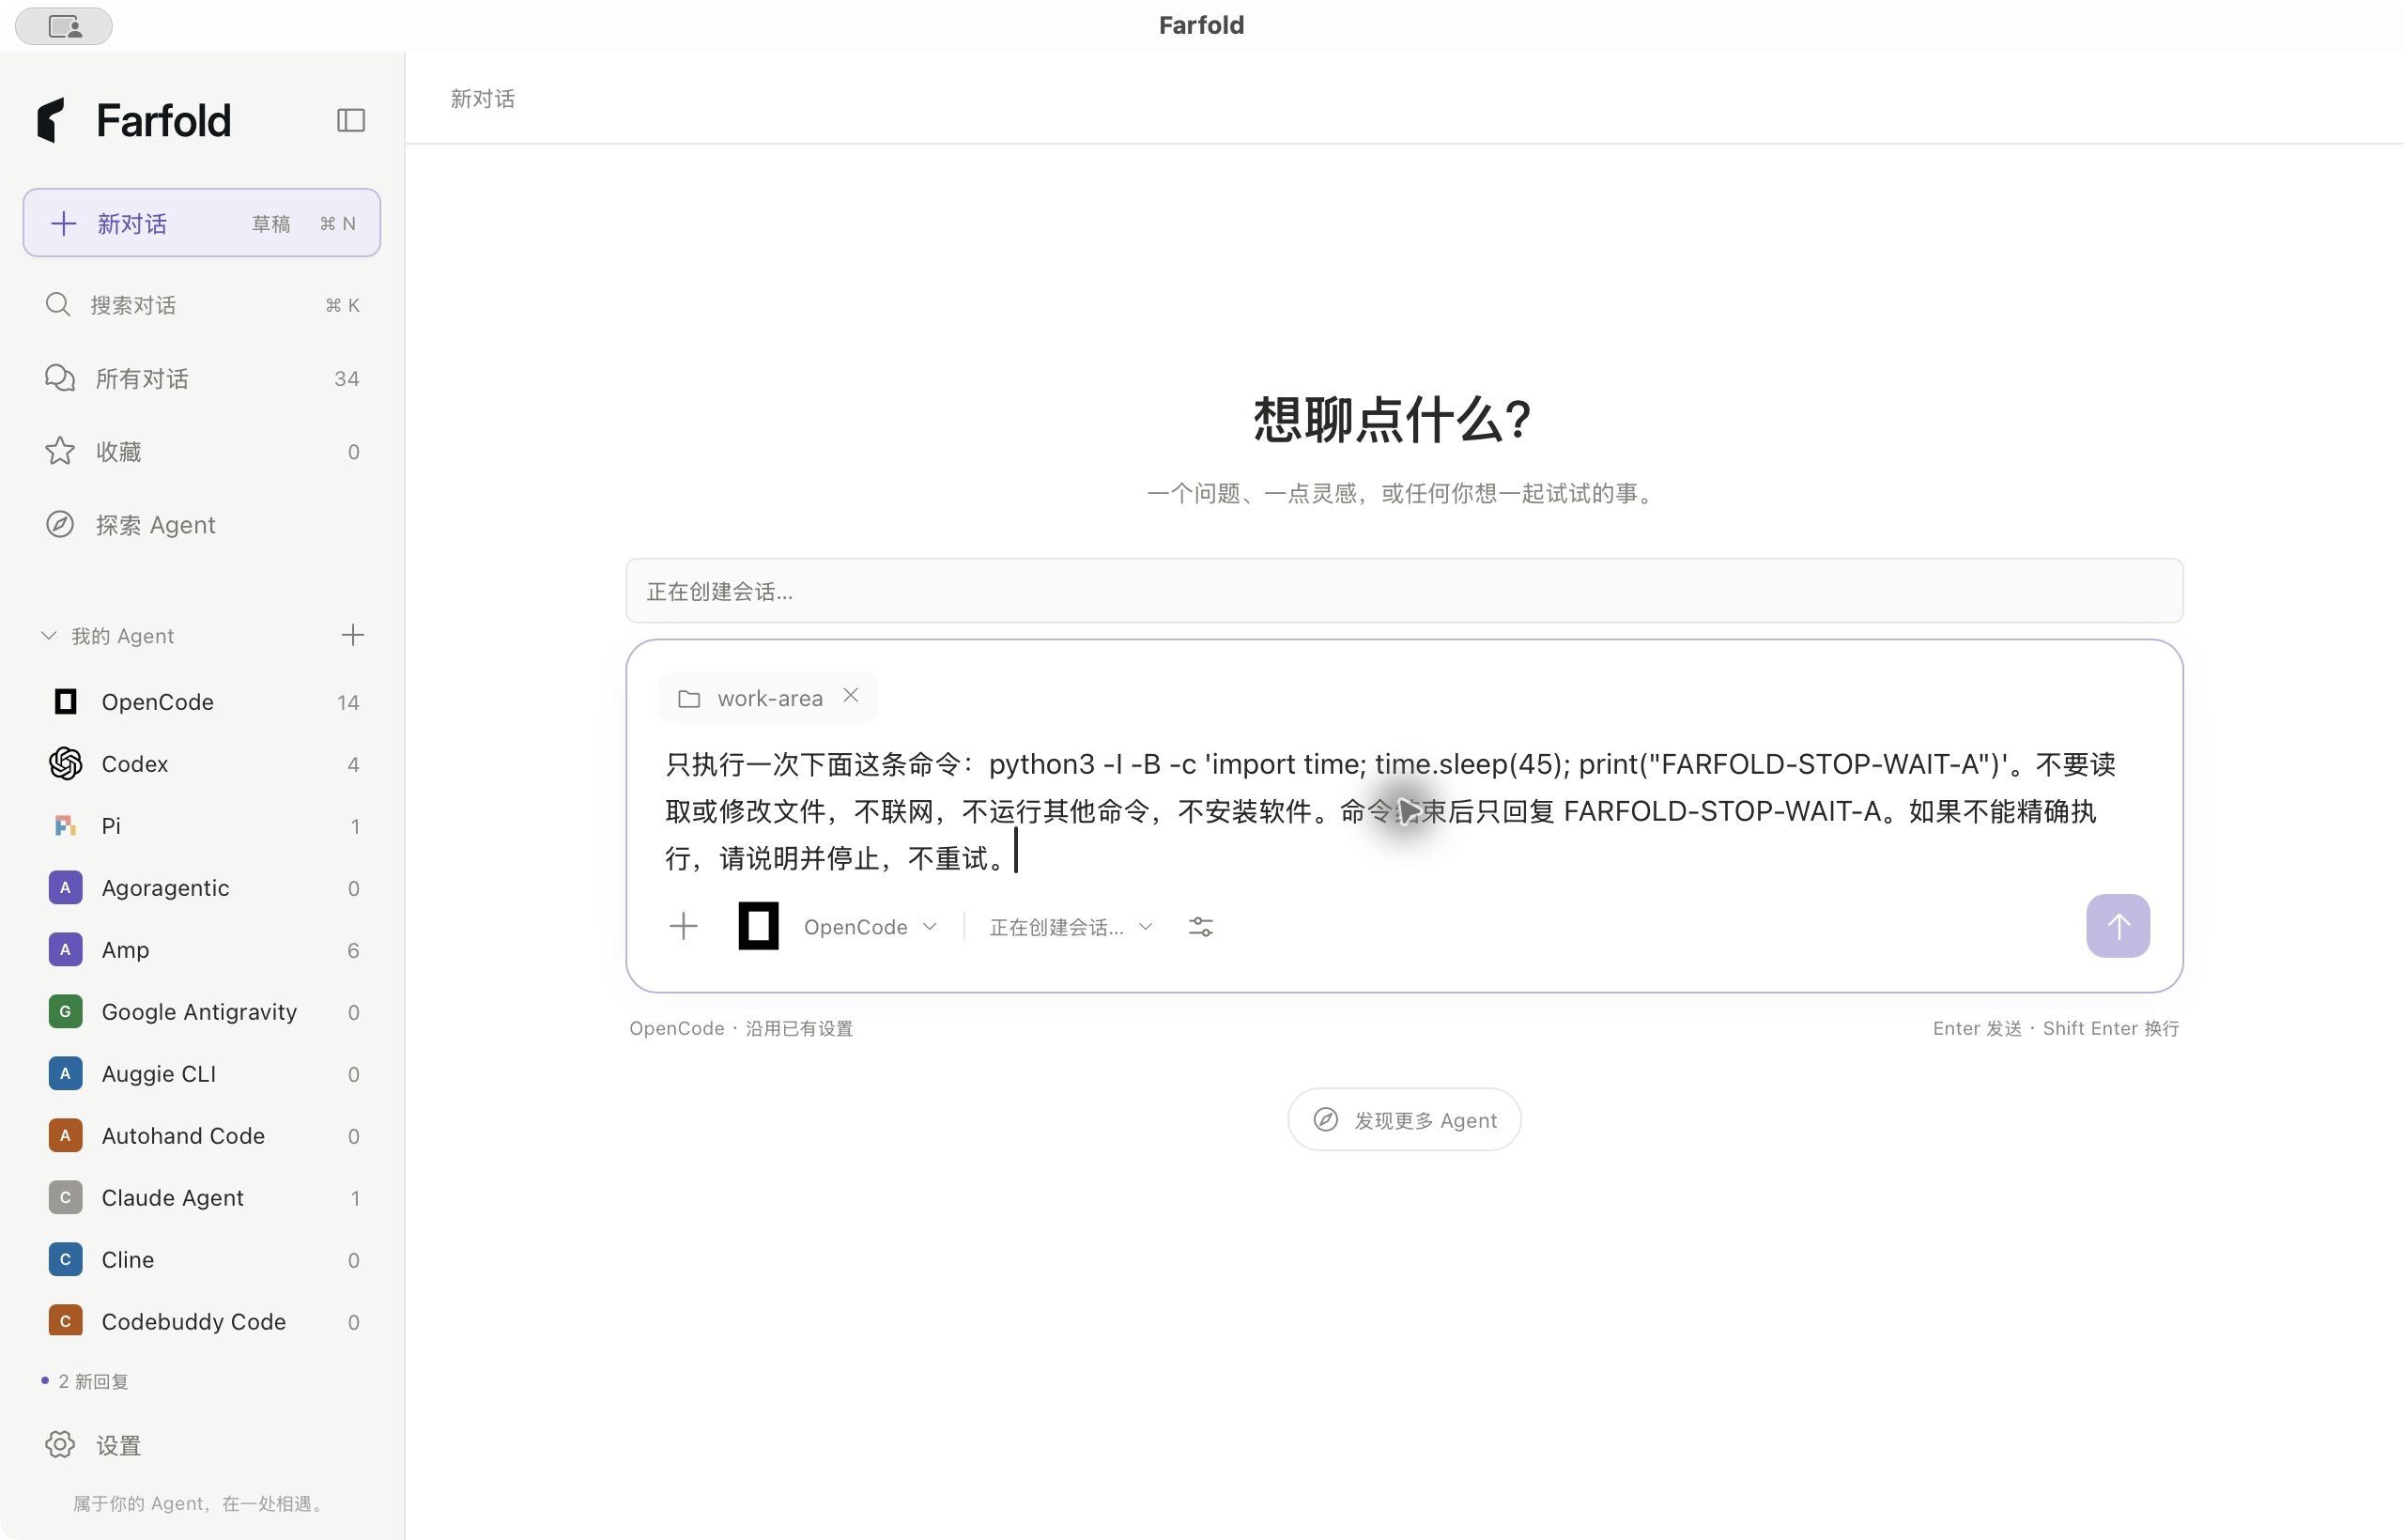 Farfold
Farfold
新对话 草稿 ⌘ N
搜索对话 ⌘ K
所有对话 34
收藏 0
探索 Agent
我的 Agent
OpenCode 14
Codex 4
Pi 1
A Agoragentic 0
A Amp 6
G Google Antigravity 0
A Auggie CLI 0
A Autohand Code 0
C Claude Agent 1
C Cline 0
C Codebuddy Code 0
2 新回复
设置
属于你的 Agent，在一处相遇。
新对话
想聊点什么？
一个问题、一点灵感，或任何你想一起试试的事。
正在创建会话...
work-area
只执行一次下面这条命令：python3 -I -B -c 'import time; time.sleep(45); print("FARFOLD-STOP-WAIT-A")'。不要读
取或修改文件，不联网，不运行其他命令，不安装软件。命令结束后只回复 FARFOLD-STOP-WAIT-A。如果不能精确执
行，请说明并停止，不重试。
OpenCode 正在创建会话...
OpenCode · 沿用已有设置 Enter 发送 · Shift Enter 换行
发现更多 Agent